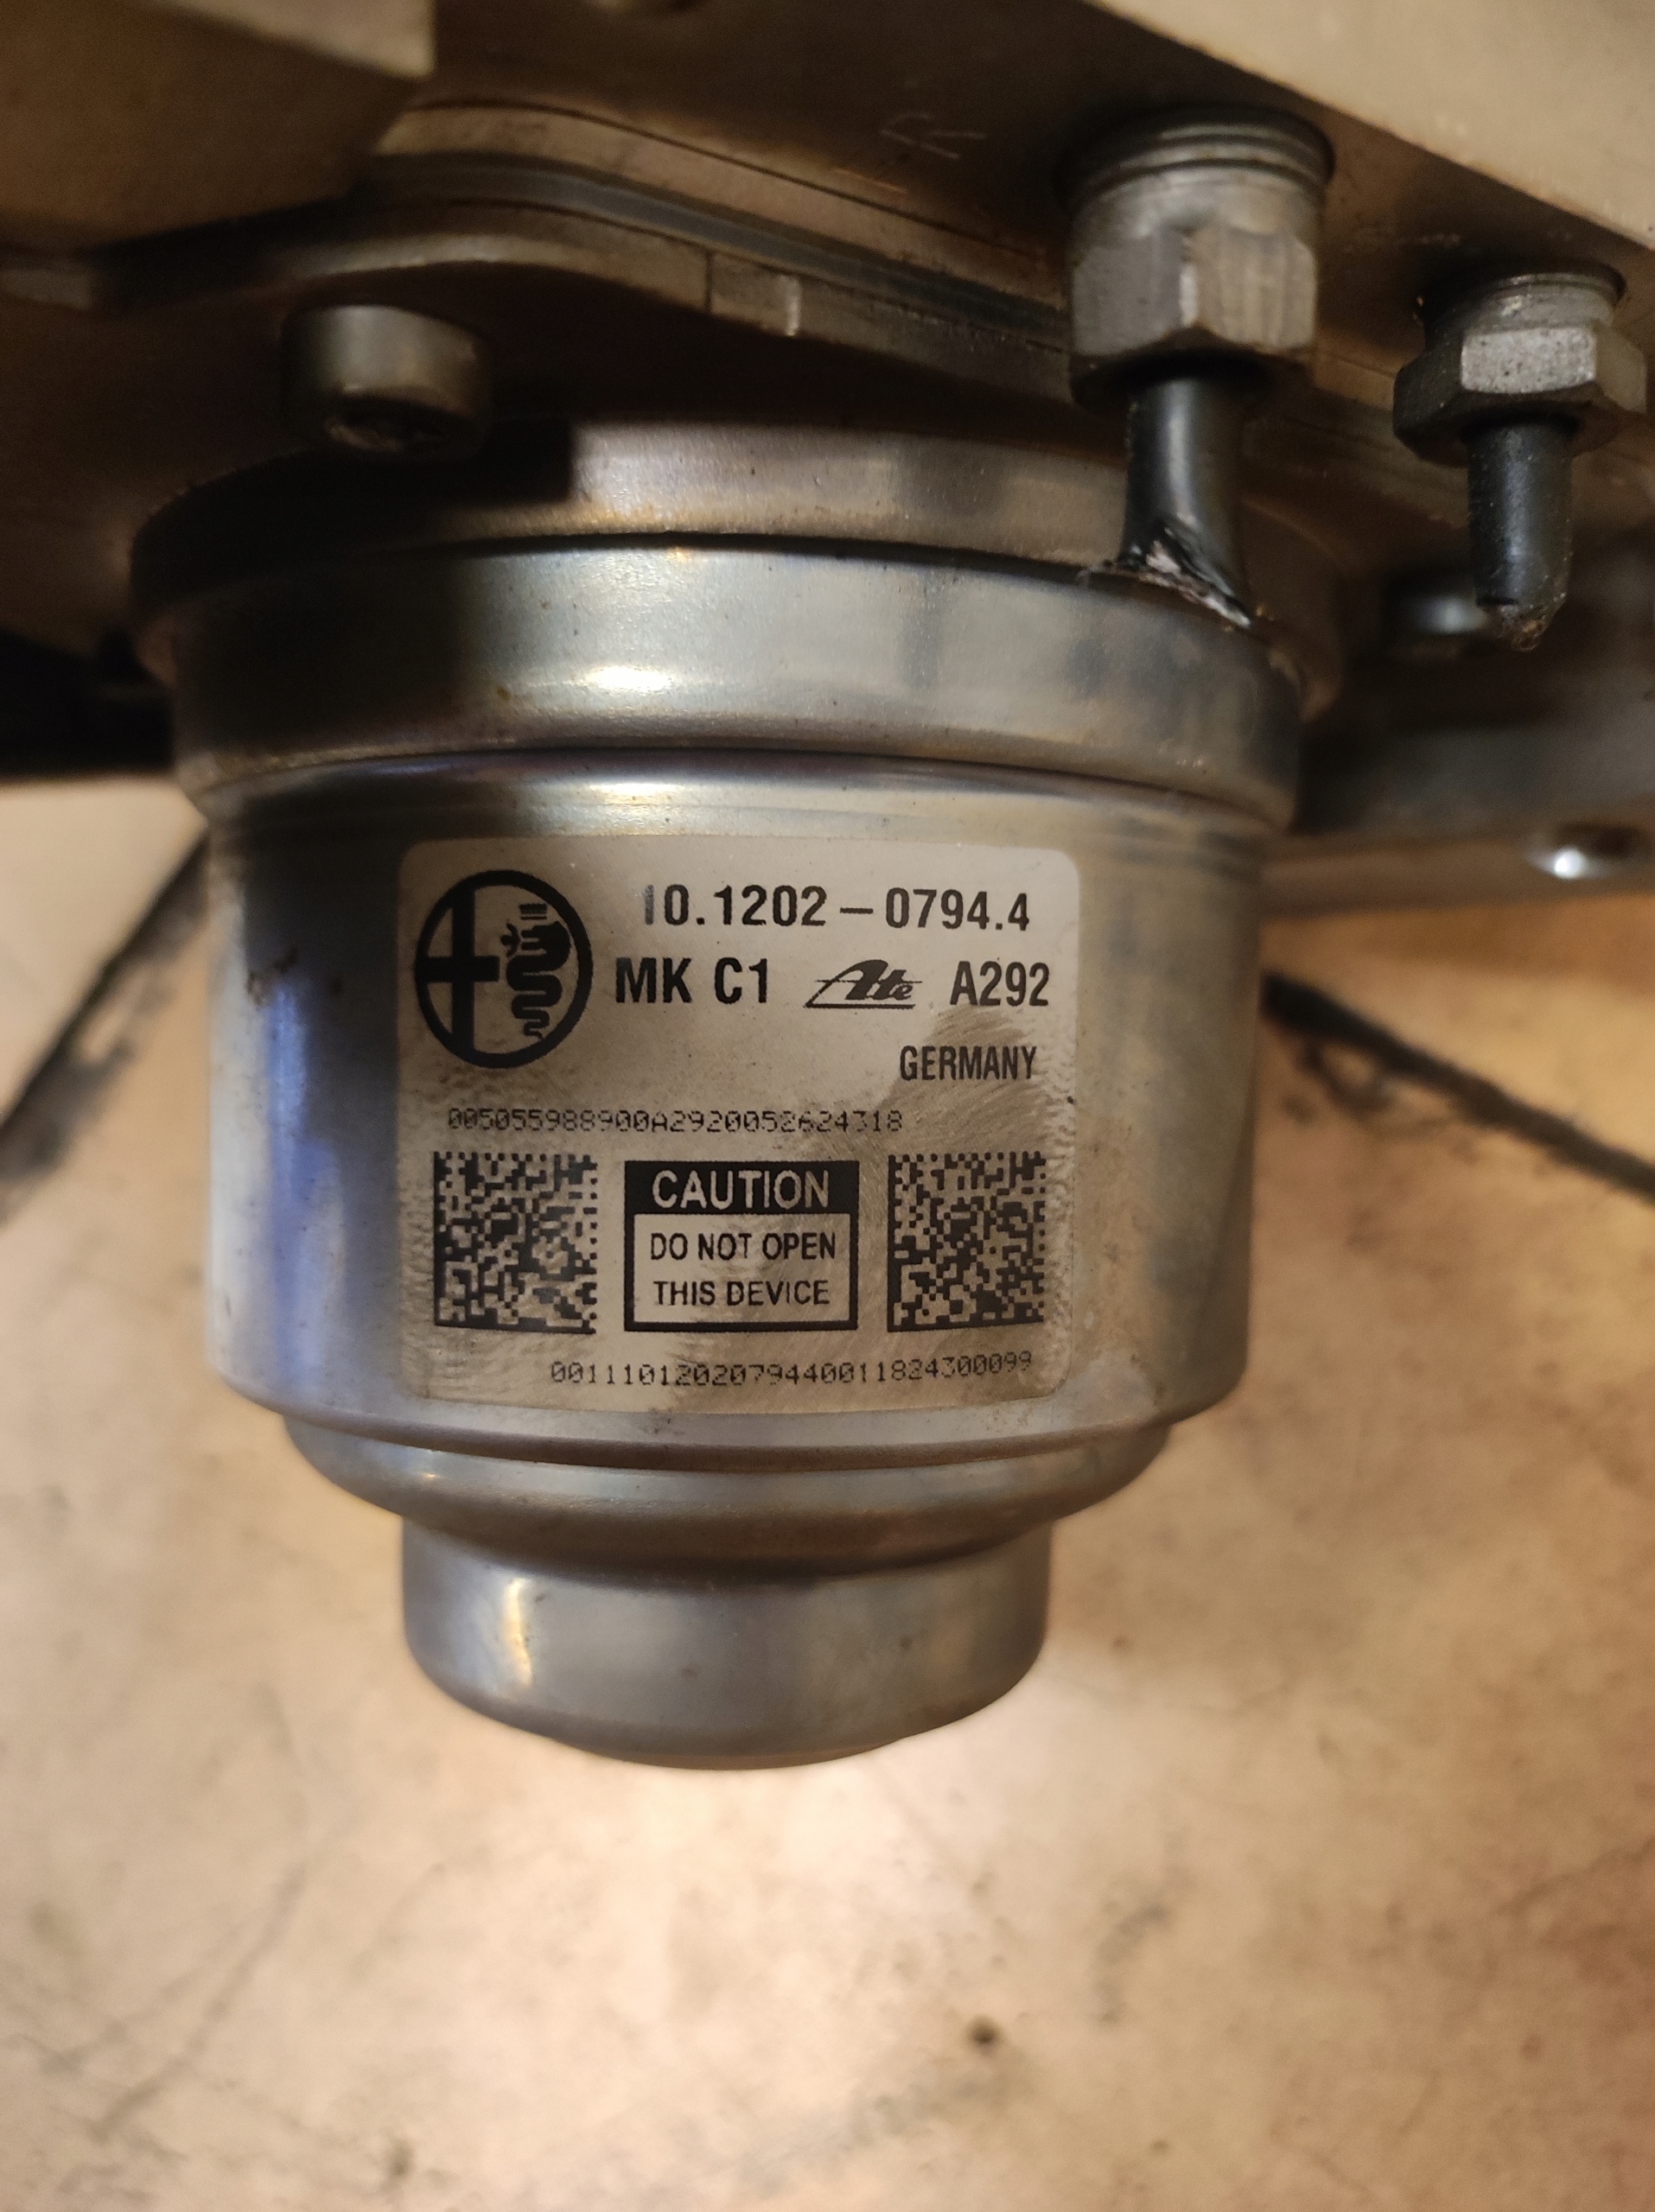 10.1202-0794.4
MK C1 Ate A292
GERMANY
005055988900A2920052624318
CAUTION
DO NOT OPEN
THIS DEVICE
0011101202079440011824300099